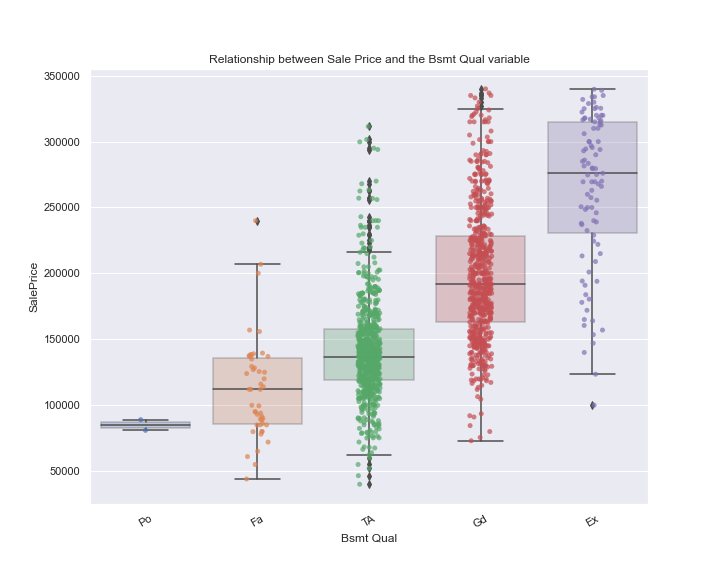 Relationship between Sale Price and the Bsmt Qual variable
350000
300000
250000
200000
150000
100000
50000
SalePrice
Po
Fa
TA
Gd
Ex
Bsmt Qual